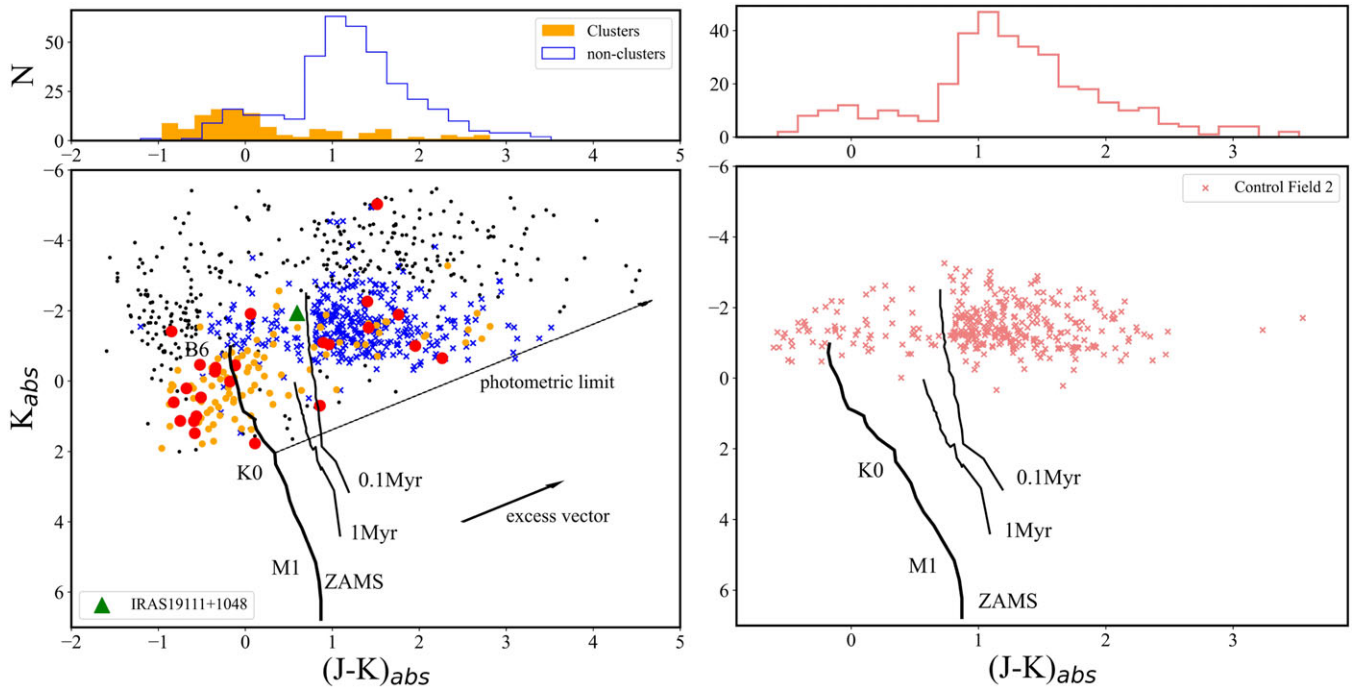 N
50
25
0
Clusters
non-clusters
−2 −1 0 1 2 3 4 5
40
20
0
0 1 2 3
K_abs
−6
−4
−2
0
2
4
6
B6
photometric limit
K0
0.1Myr
excess vector
1Myr
M1
ZAMS
IRAS19111+1048
−2 −1 0 1 2 3 4 5
(J-K)_abs
−6
−4
−2
0
2
4
6
Control Field 2
K0
0.1Myr
1Myr
M1
ZAMS
0 1 2 3
(J-K)_abs